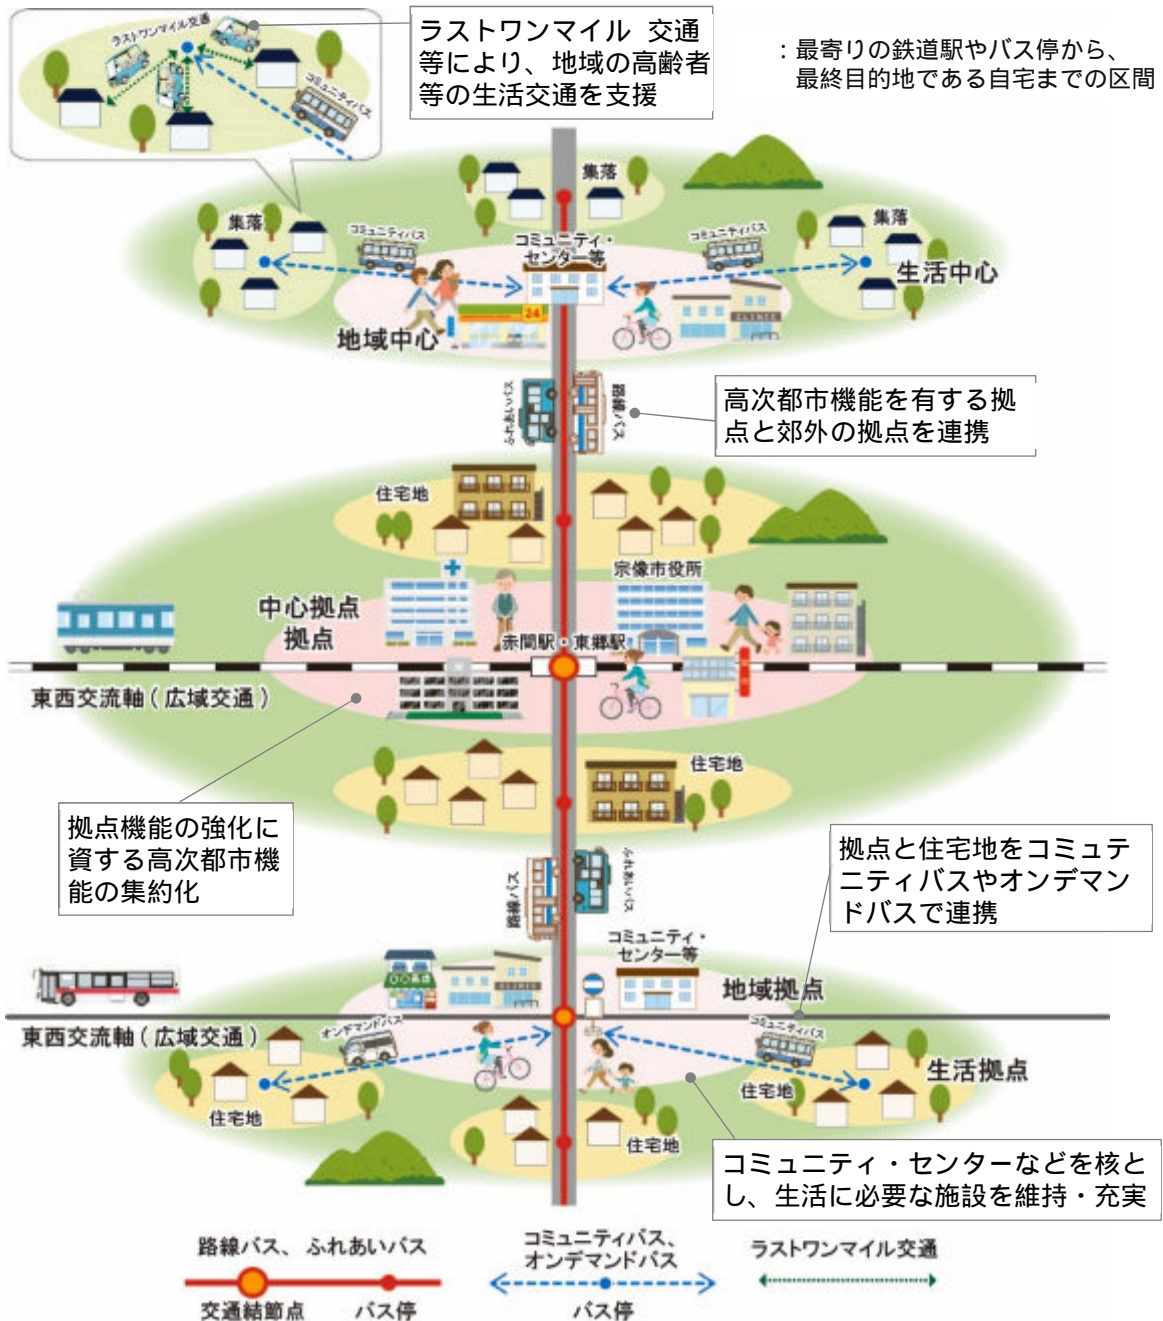 ラストワンマイル交通
コミュニティバス
ラストワンマイル 交通
等により、地域の高齢者
等の生活交通を支援
：最寄りの鉄道駅やバス停から、
最終目的地である自宅までの区間
集落
集落
コミュニティバス
コミュニティ・
センター等
コミュニティバス
集落
生活中心
24
CLINIC
地域中心
ふれあいバス
路線バス
高次都市機能を有する拠
点と郊外の拠点を連携
住宅地
宗像市役所
中心拠点
拠点
赤間駅・東郷駅
東西交流軸（広域交通）
住宅地
拠点機能の強化に
資する高次都市機
能の集約化
路線バス
ふれあいバス
拠点と住宅地をコミュテ
ニティバスやオンデマン
ドバスで連携
コミュニティ・
センター等
CLINIC
地域拠点
東西交流軸（広域交通）
オンデマンドバス
コミュニティバス
生活拠点
住宅地
住宅地
住宅地
コミュニティ・センターなどを核と
し、生活に必要な施設を維持・充実
路線バス、ふれあいバス
交通結節点
バス停
コミュニティバス、
オンデマンドバス
バス停
ラストワンマイル交通